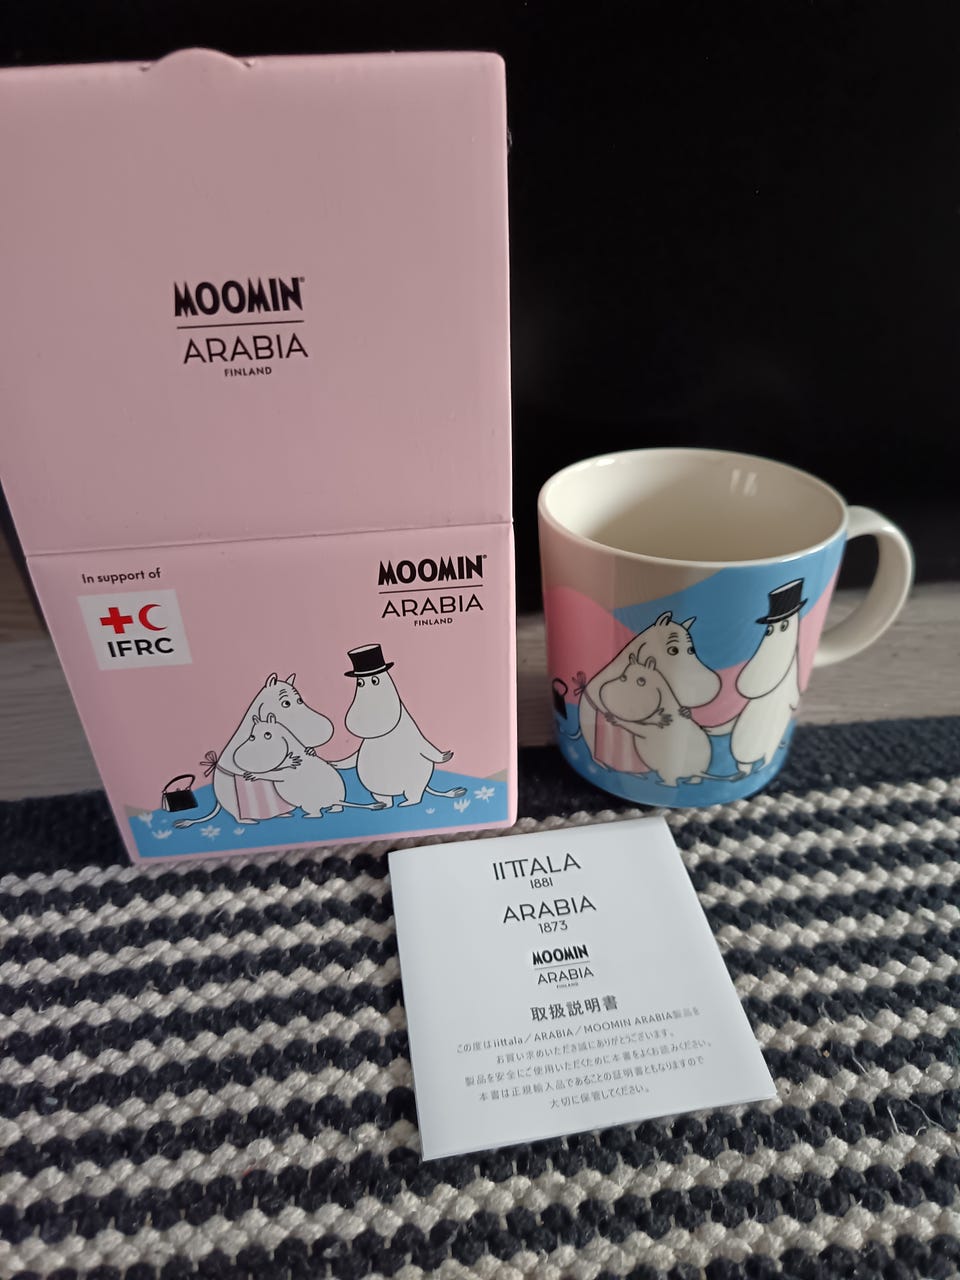 MOOMIN®
ARABIA
FINLAND
In support of
IFRC
MOOMIN®
ARABIA
FINLAND
IITTALA
1881
ARABIA
1873
MOOMIN
ARABIA
FINLAND
取扱説明書
この度はiittala／ARABIA／MOOMIN ARABIA製品を
お買い求めいただき誠にありがとうございます。
製品を安全にご使用いただくために本書をよくお読みください。
本書は正規輸入品であることの証明書ともなりますので
大切に保管してください。